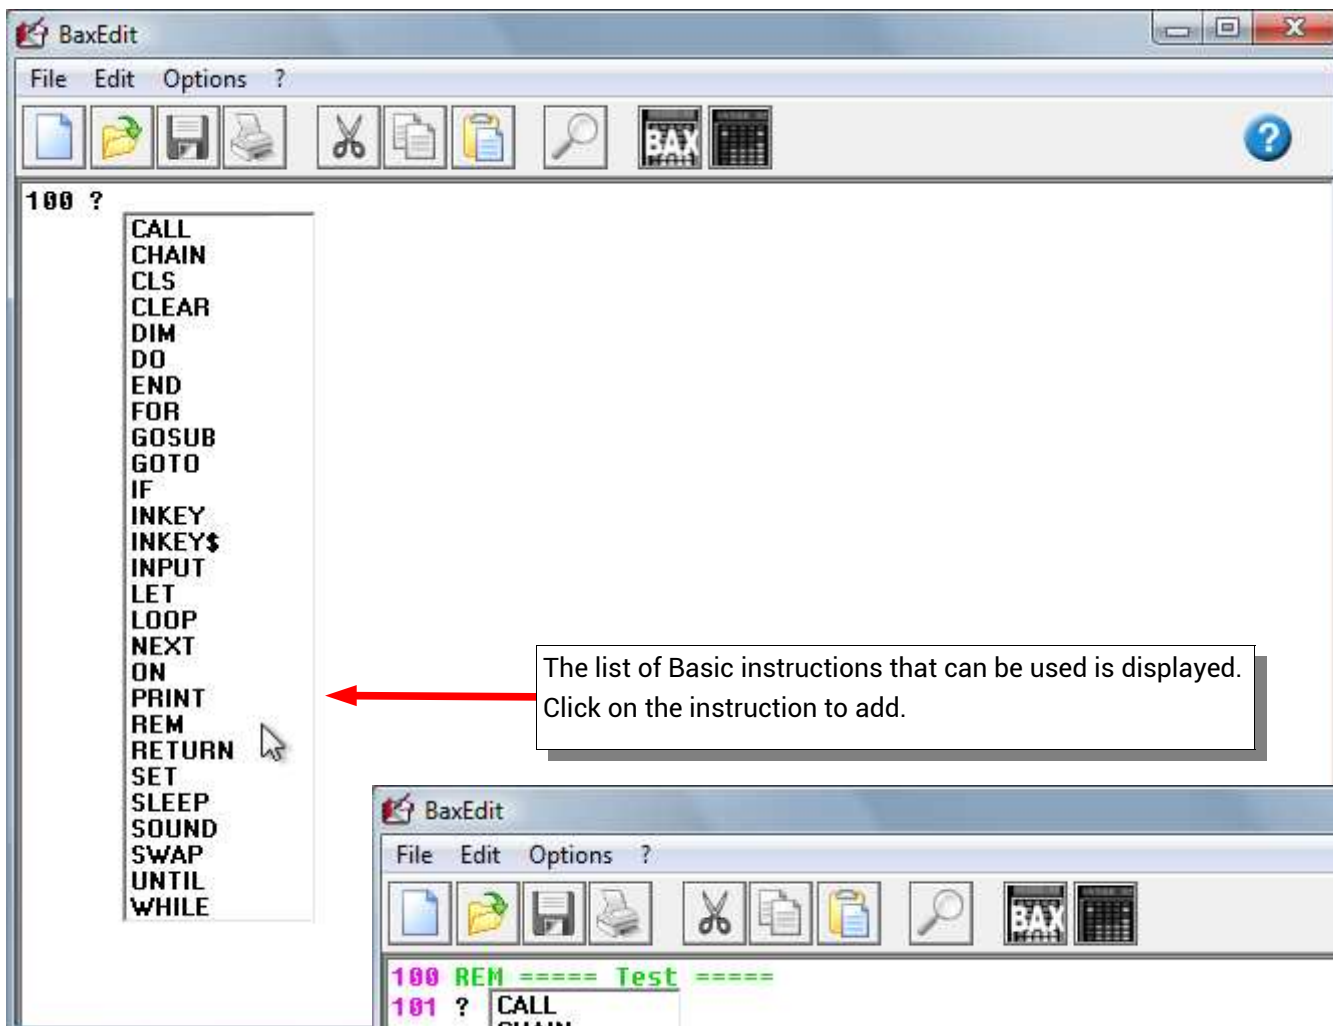 BaxEdit
File Edit Options ?
BAX
100 ?
CALL
CHAIN
CLS
CLEAR
DIM
DO
END
FOR
GOSUB
GOTO
IF
INKEY
INKEY$
INPUT
LET
LOOP
NEXT
ON
PRINT
REM
RETURN
SET
SLEEP
SOUND
SWAP
UNTIL
WHILE
The list of Basic instructions that can be used is displayed.
Click on the instruction to add.
BaxEdit
File Edit Options ?
BAX
100 REM ===== Test =====
101 ? CALL
CHAIN